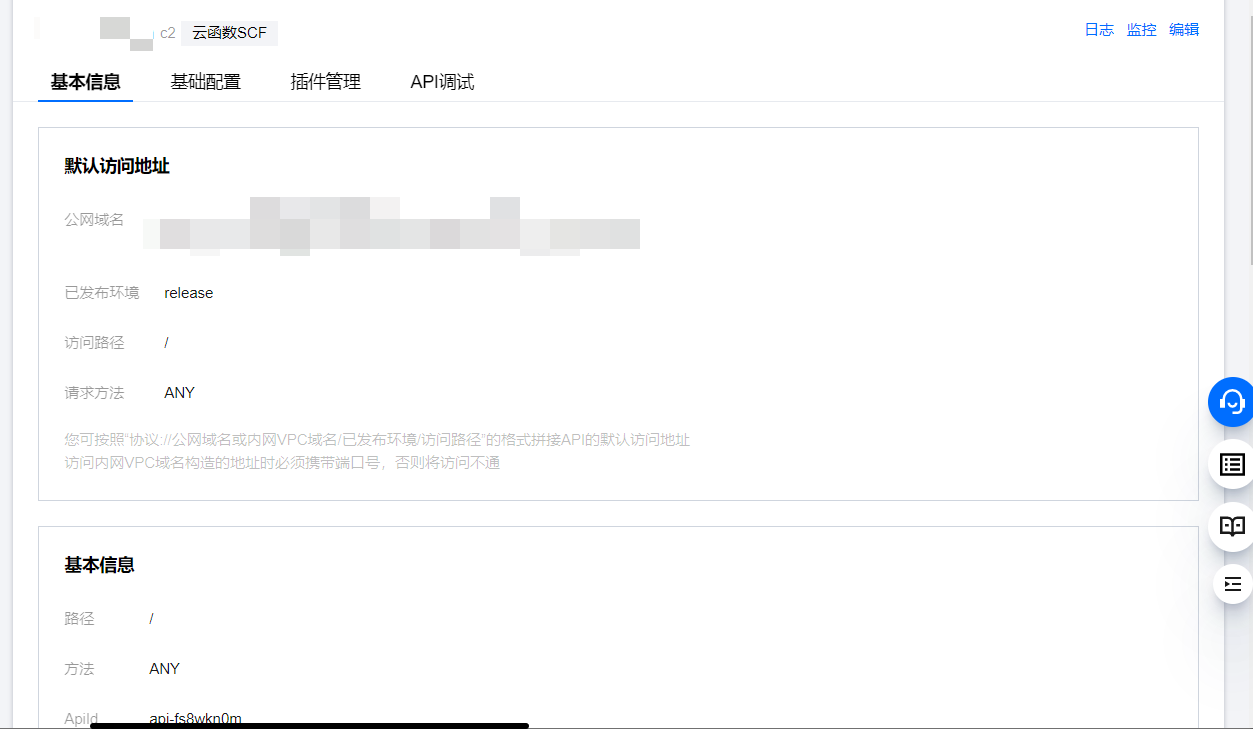 c2 云函数SCF
日志 监控 编辑
基本信息 基础配置 插件管理 API调试
默认访问地址
公网域名
已发布环境 release
访问路径 /
请求方法 ANY
您可按照“协议://公网域名或内网VPC域名/已发布环境/访问路径”的格式拼接API的默认访问地址
访问内网VPC域名构造的地址时必须携带端口号，否则将访问不通
基本信息
路径 /
方法 ANY
ApiId api-fs8wkn0m